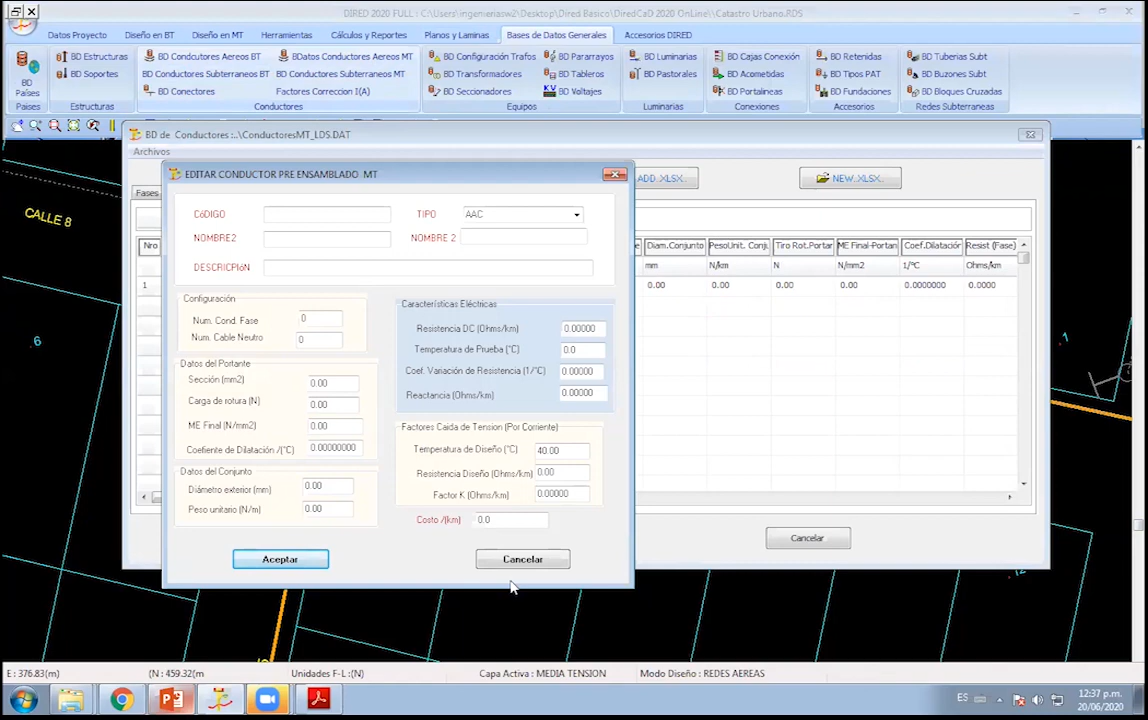 DIRED 2020 FULL : C:\Users\ingenieriasw2\Desktop\Dired Basico\DiredCaD 2020 OnLine\\Catastro Urbano.RDS
Datos Proyecto Diseño en BT Diseño en MT Herramientas Cálculos y Reportes Planos y Laminas Bases de Datos Generales Accesorios DIRED
BD Países
Paises
BD Estructuras
BD Soportes
Estructuras
BD Conductores Aereos BT BDatos Conductores Aereo MT
BD Conductores Subterraneos BT BD Conductores Subterraneos MT
BD Conectores Factores Correccion I(A)
Conductores
BD Configuración Trafos BD Pararrayos
BD Transformadores BD Tableros
BD Seccionadores KV BD Voltajes
Equipos
BD Luminarias
BD Pastorales
Luminarias
BD Cajas Conexión
BD Acometidas
BD Portalineas
Conexiones
BD Retenidas
BD Tipos PAT
BD Fundaciones
Accesorios
BD Tuberias Subt
BD Buzones Subt
BD Bloques Cruzadas
Redes Subterraneas
BD de Conductores :..\ConductoresMT_LDS.DAT
Archivos
ADD .XLSX.. NEW .XLSX..
Fases
Nro Diam.Conjunto PesoUnit. Conj. Tiro Rot.Portar ME Final-Portan Coef.Dilatación Resist (Fase)
mm N/km N N/mm2 1/°C Ohms/km
1 0.00 0.00 0.00 0.00 0.0000000 0.0000
Cancelar
EDITAR CONDUCTOR PRE ENSAMBLADO MT
CóDIGO TIPO AAC
NOMBRE2 NOMBRE 2
DESCRICPIóN
Configuración
Num. Cond. Fase 0
Num. Cable Neutro 0
Datos del Portante
Sección (mm2) 0.00
Carga de rotura (N) 0.00
ME Final (N/mm2) 0.00
Coefiente de Dilatación /(°C) 0.00000000
Datos del Conjunto
Diámetro exterior (mm) 0.00
Peso unitario (N/m) 0.00
Características Eléctricas
Resistencia DC (Ohms/km) 0.00000
Temperatura de Prueba (°C) 0.0
Coef. Variación de Resistencia (1/°C) 0.00000
Reactancia (Ohms/km) 0.00000
Factores Caida de Tension (Por Corriente)
Temperatura de Diseño (°C) 40.00
Resistencia Diseño (Ohms/km) 0.00
Factor K (Ohms/km) 0.00000
Costo /(km) 0.0
Aceptar Cancelar
CALLE 8
6
1
12
E : 376.83(m) (N : 459.32(m Unidades F-L :(N) Capa Activa : MEDIA TENSION Modo Diseño : REDES AEREAS
ES
12:37 p.m.
20/06/2020